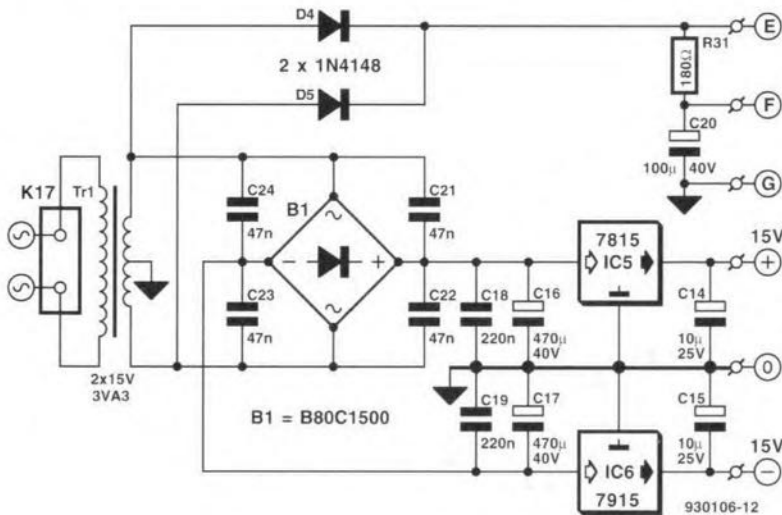 D4
E
R31
2 x 1N4148
180Ω
D5
F
C20
100µ 40V
K17
Tr1
C24
C21
B1
G
47n
47n
~
7815
15V
- +
IC5
+
C23
C22
C18
C16
C14
47n
47n
220n
470µ
40V
10µ
25V
~
0
2x15V
3VA3
C19
C17
C15
B1 = B80C1500
220n
470µ
40V
10µ
25V
15V
IC6
-
7915
930106-12